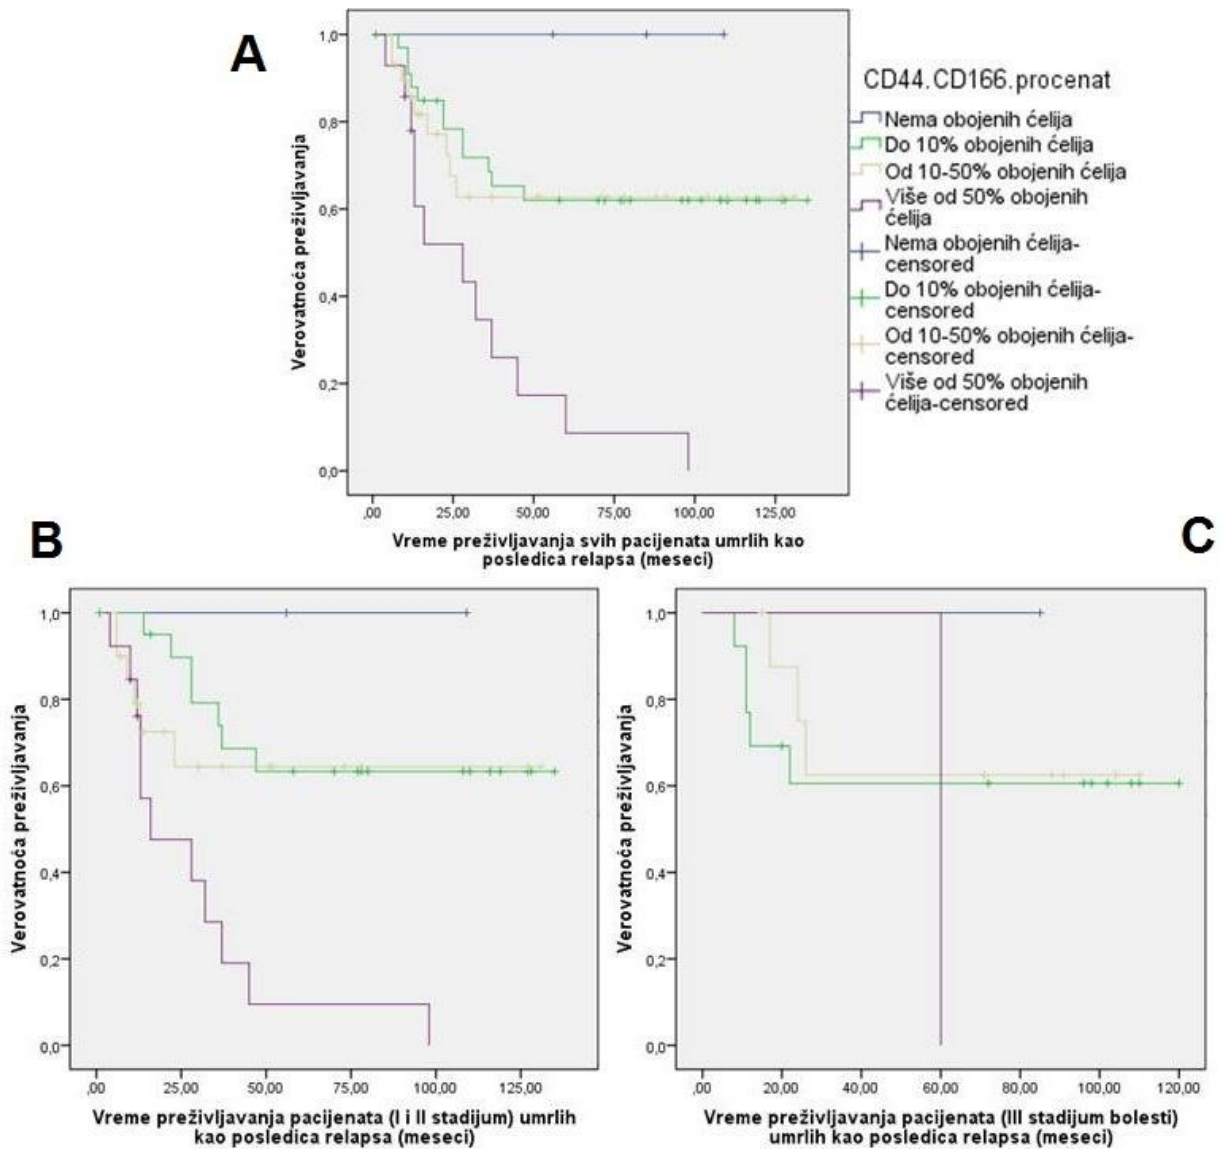 A
CD44.CD166.procenat
Nema obojenih ćelija
Do 10% obojenih ćelija
Od 10-50% obojenih ćelija
Više od 50% obojenih
ćelija
Nema obojenih ćelija-
censored
Do 10% obojenih ćelija-
censored
Od 10-50% obojenih ćelija-
censored
Više od 50% obojenih
ćelija-censored
Verovatnoća preživljavanja
1,0
0,8
0,6
0,4
0,2
0,0
,00 25,00 50,00 75,00 100,00 125,00
Vreme preživljavanja svih pacijenata umrlih kao
posledica relapsa (meseci)
B
Verovatnoća preživljavanja
1,0
0,8
0,6
0,4
0,2
0,0
,00 25,00 50,00 75,00 100,00 125,00
Vreme preživljavanja pacijenata (I i II stadijum) umrlih
kao posledica relapsa (meseci)
C
Verovatnoća preživljavanja
1,0
0,8
0,6
0,4
0,2
0,0
,00 20,00 40,00 60,00 80,00 100,00 120,00
Vreme preživljavanja pacijenata (III stadijum bolesti)
umrlih kao posledica relapsa (meseci)